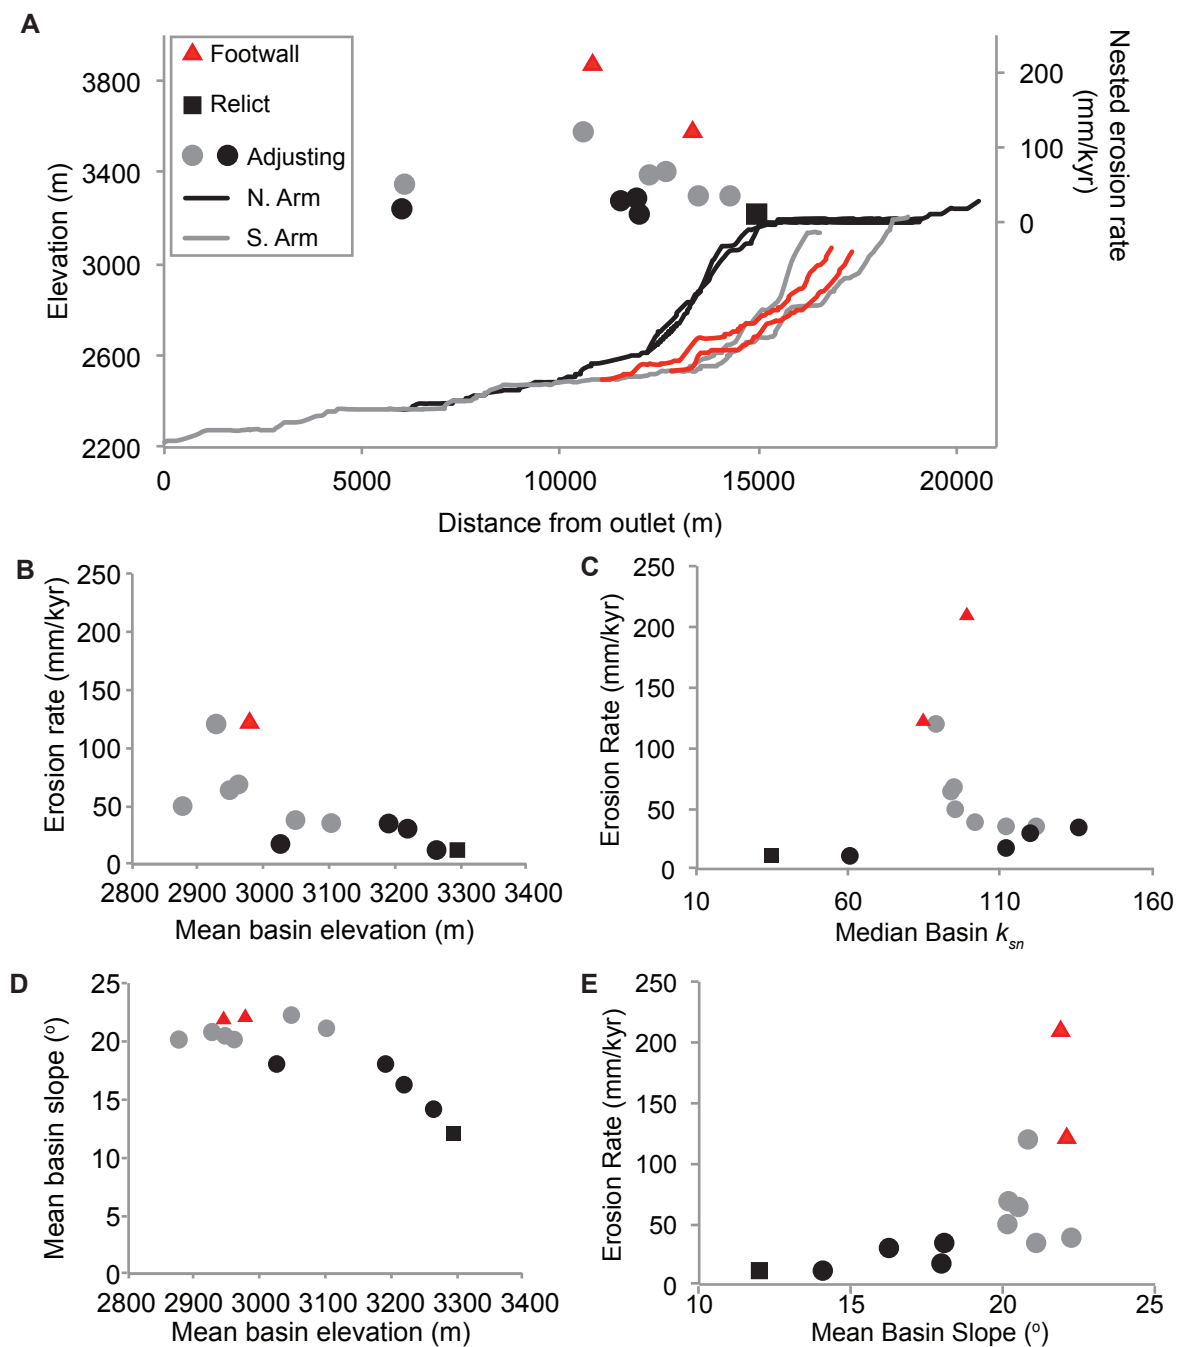 A
Footwall
Relict
Adjusting
N. Arm
S. Arm
3800
3400
3000
2600
2200
Elevation (m)
200
100
0
Nested erosion rate
(mm/kyr)
0
5000
10000
15000
20000
Distance from outlet (m)
B
250
200
150
100
50
0
Erosion rate (mm/kyr)
2800 2900 3000 3100 3200 3300 3400
Mean basin elevation (m)
C
250
200
150
100
50
0
Erosion Rate (mm/kyr)
10 60 110 160
Median Basin ksn
D
25
20
15
10
5
0
Mean basin slope (o)
2800 2900 3000 3100 3200 3300 3400
Mean basin elevation (m)
E
250
200
150
100
50
0
Erosion Rate (mm/kyr)
10 15 20 25
Mean Basin Slope (o)